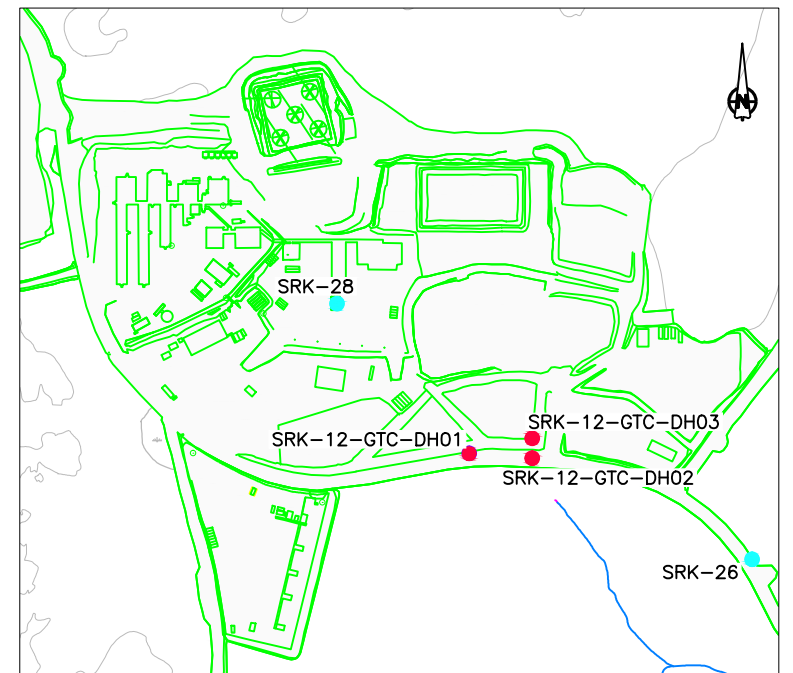 N
SRK-28
SRK-12-GTC-DH03
SRK-12-GTC-DH01
SRK-12-GTC-DH02
SRK-26